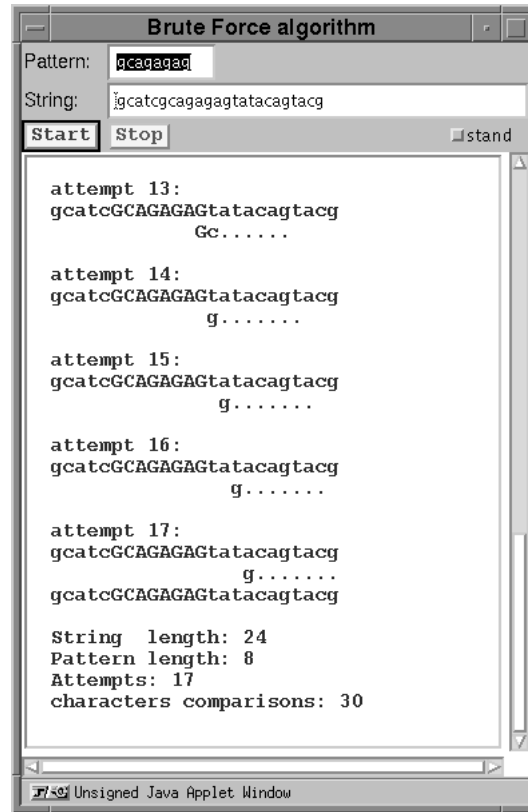 Brute Force algorithm
Pattern: gcagagag
String: gcatcgcagagagtatacagtacg
Start Stop stand
attempt 13:
gcatcGCAGAGAGtatacagtacg
Gc......
attempt 14:
gcatcGCAGAGAGtatacagtacg
g.......
attempt 15:
gcatcGCAGAGAGtatacagtacg
g.......
attempt 16:
gcatcGCAGAGAGtatacagtacg
g.......
attempt 17:
gcatcGCAGAGAGtatacagtacg
g.......
gcatcGCAGAGAGtatacagtacg
String length: 24
Pattern length: 8
Attempts: 17
characters comparisons: 30
Unsigned Java Applet Window